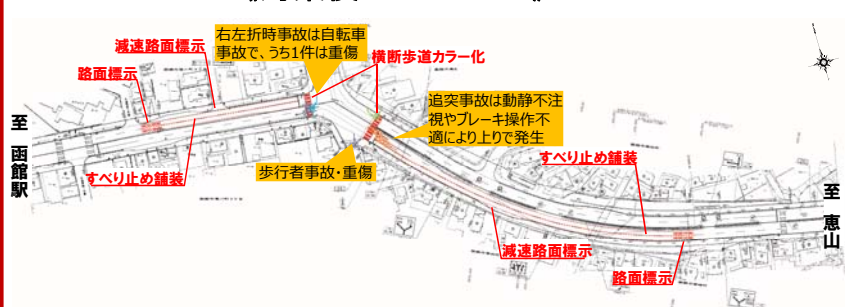 右左折時事故は自転車
事故で、うち1件は重傷
減速路面標示
路面標示
横断歩道カラー化
追突事故は動静不注
視やブレーキ操作不
適により上りで発生
至 函館駅
すべり止め舗装
歩行者事故・重傷
すべり止め舗装
至 恵山
減速路面標示
路面標示